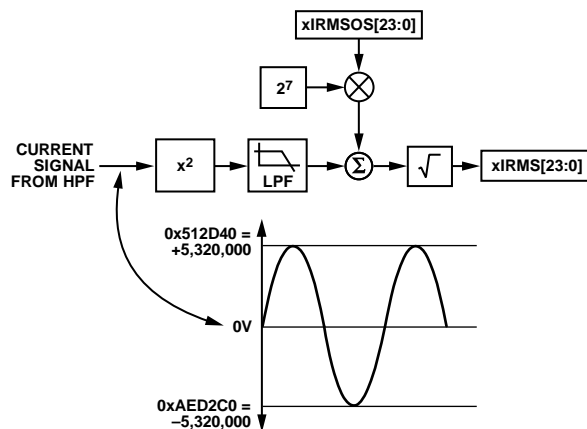 xIRMSOS[23:0]
2⁷
CURRENT
SIGNAL
FROM HPF
x²
LPF
Σ
√
xIRMS[23:0]
0x512D40 =
+5,320,000
0V
0xAED2C0 =
–5,320,000